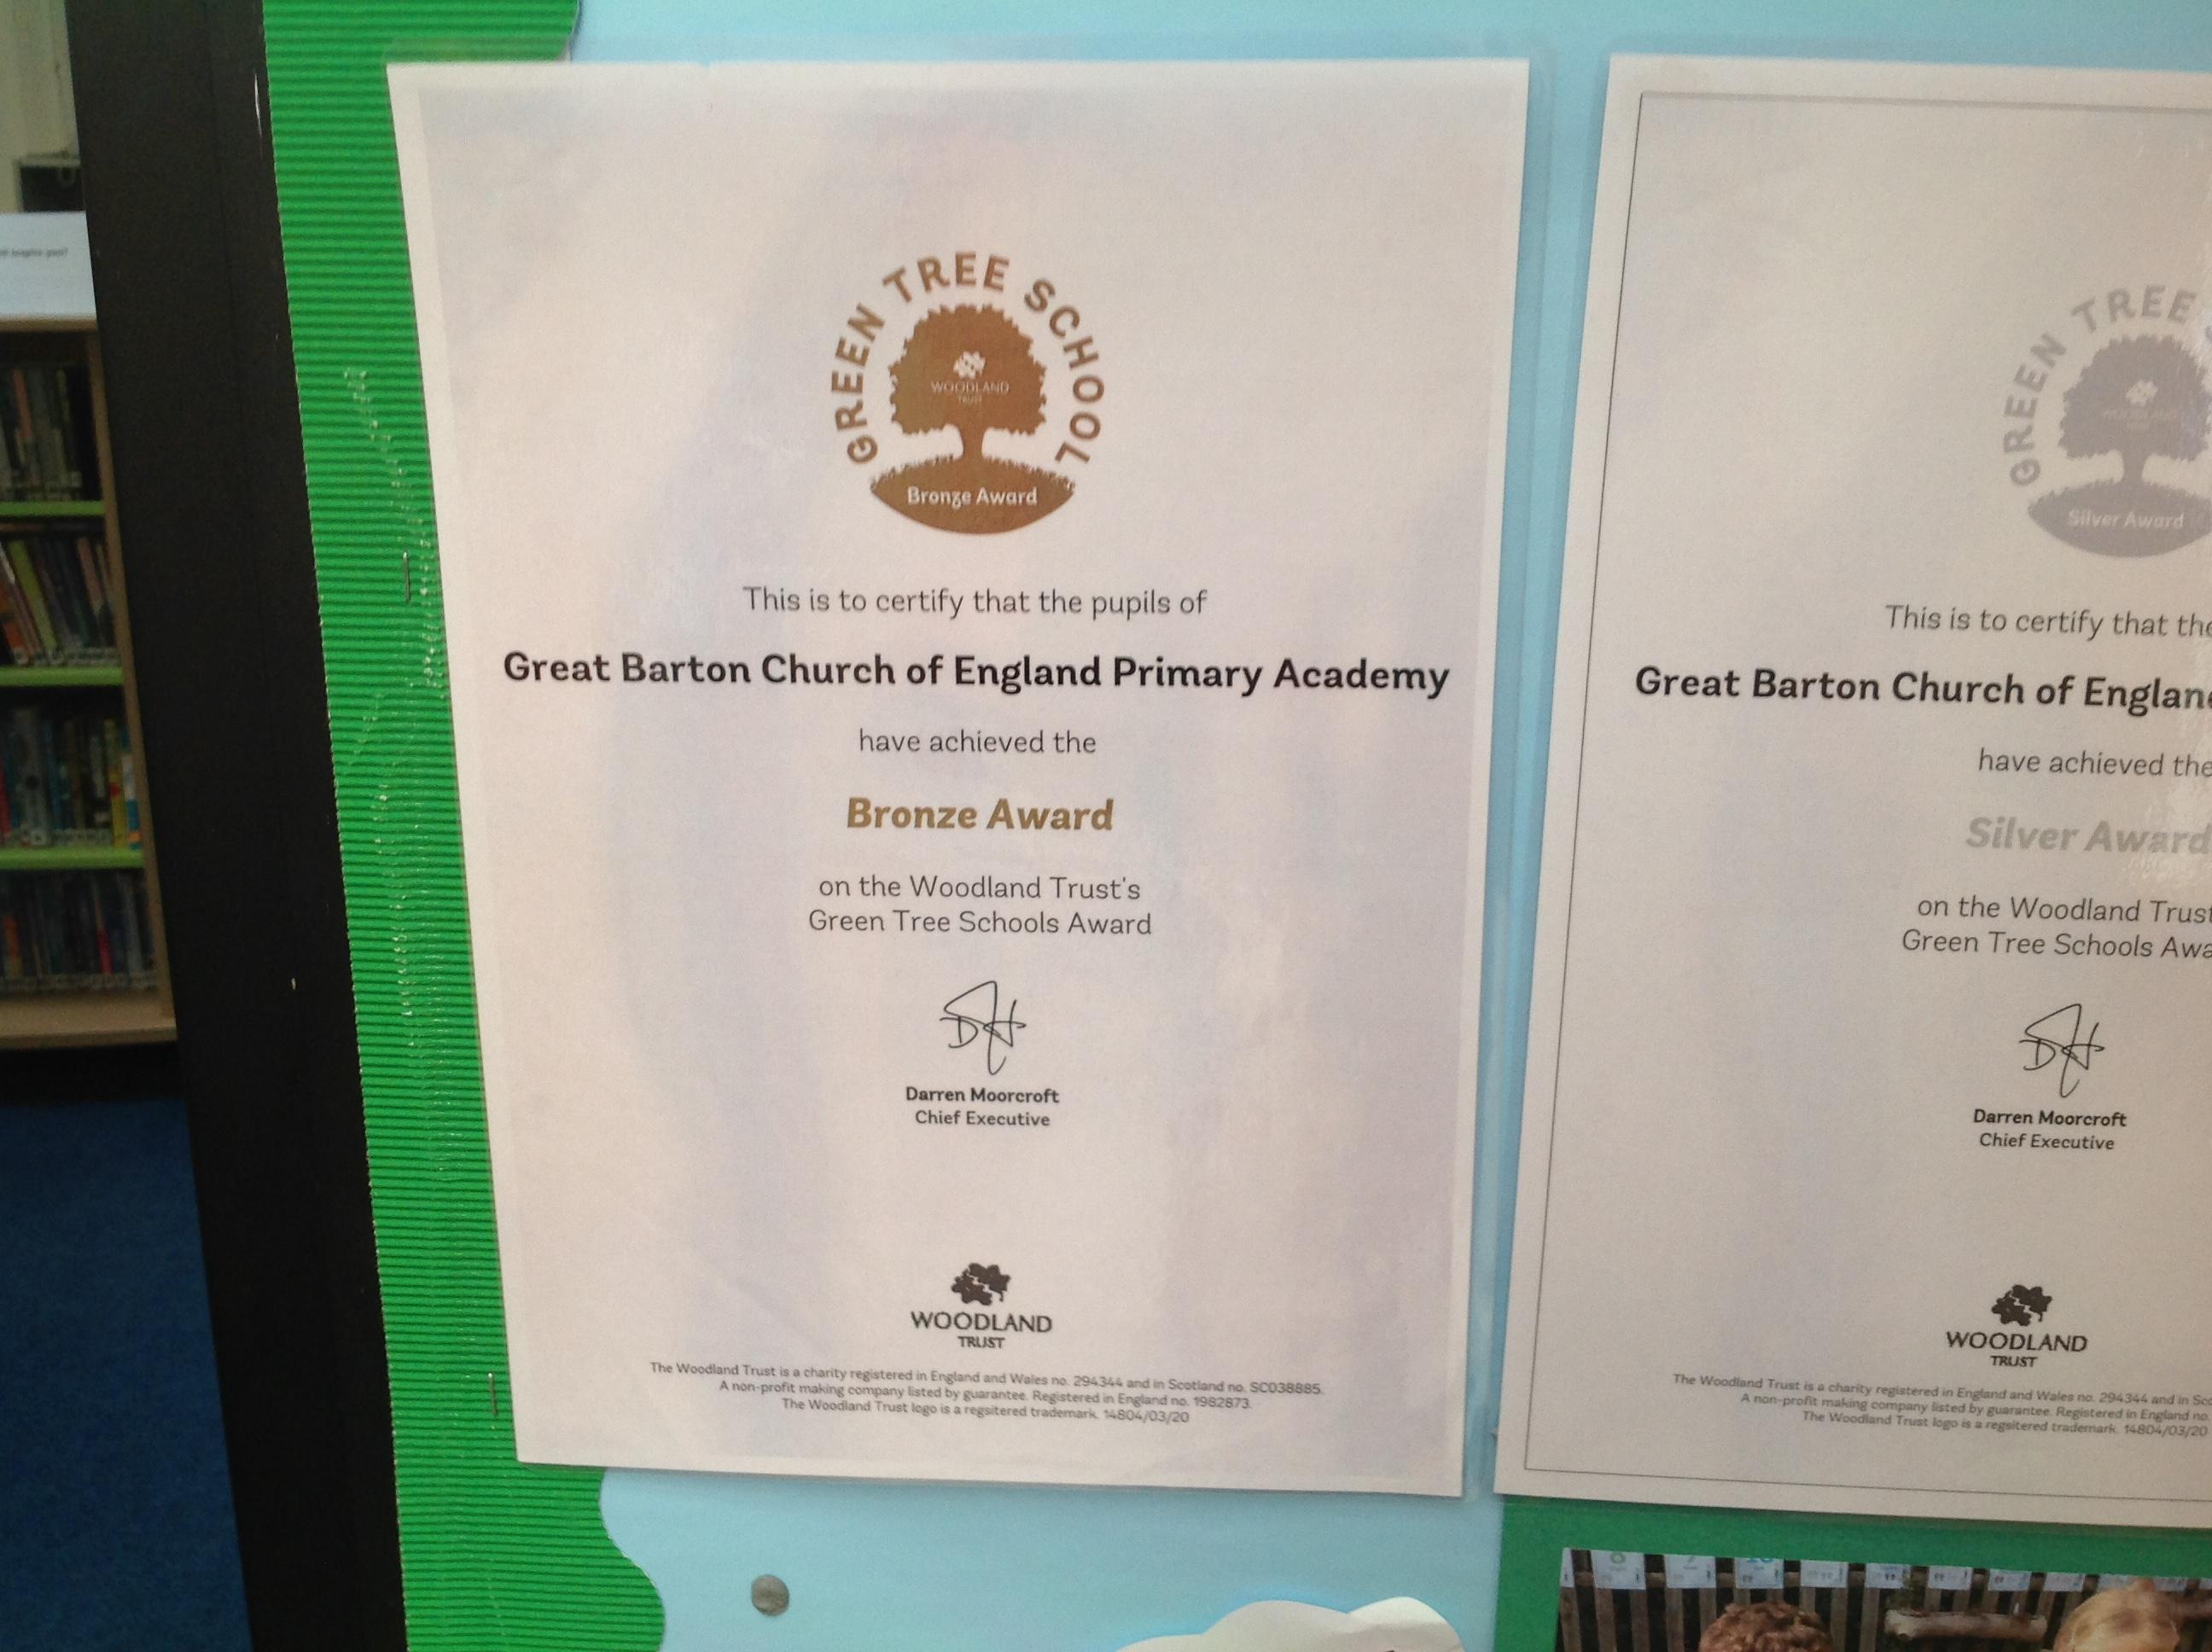 GREEN TREE SCHOOL
WOODLAND
TRUST
Bronze Award
This is to certify that the pupils of
Great Barton Church of England Primary Academy
have achieved the
Bronze Award
on the Woodland Trust's
Green Tree Schools Award
Darren Moorcroft
Chief Executive
WOODLAND
TRUST
The Woodland Trust is a charity registered in England and Wales no. 294344 and in Scotland no. SC038885.
A non-profit making company listed by guarantee. Registered in England no. 1982873.
The Woodland Trust logo is a regsitered trademark. 14804/03/20
GREEN TREE
Silver Award
This is to certify that the
Great Barton Church of England
have achieved the
Silver Award
on the Woodland Trust
Green Tree Schools Awa
Darren Moorcroft
Chief Executive
WOODLAND
TRUST
The Woodland Trust is a charity registered in England and Wales no. 294344 and in Sco
A non-profit making company listed by guarantee. Registered in England no.
The Woodland Trust logo is a regsitered trademark. 14804/03/20